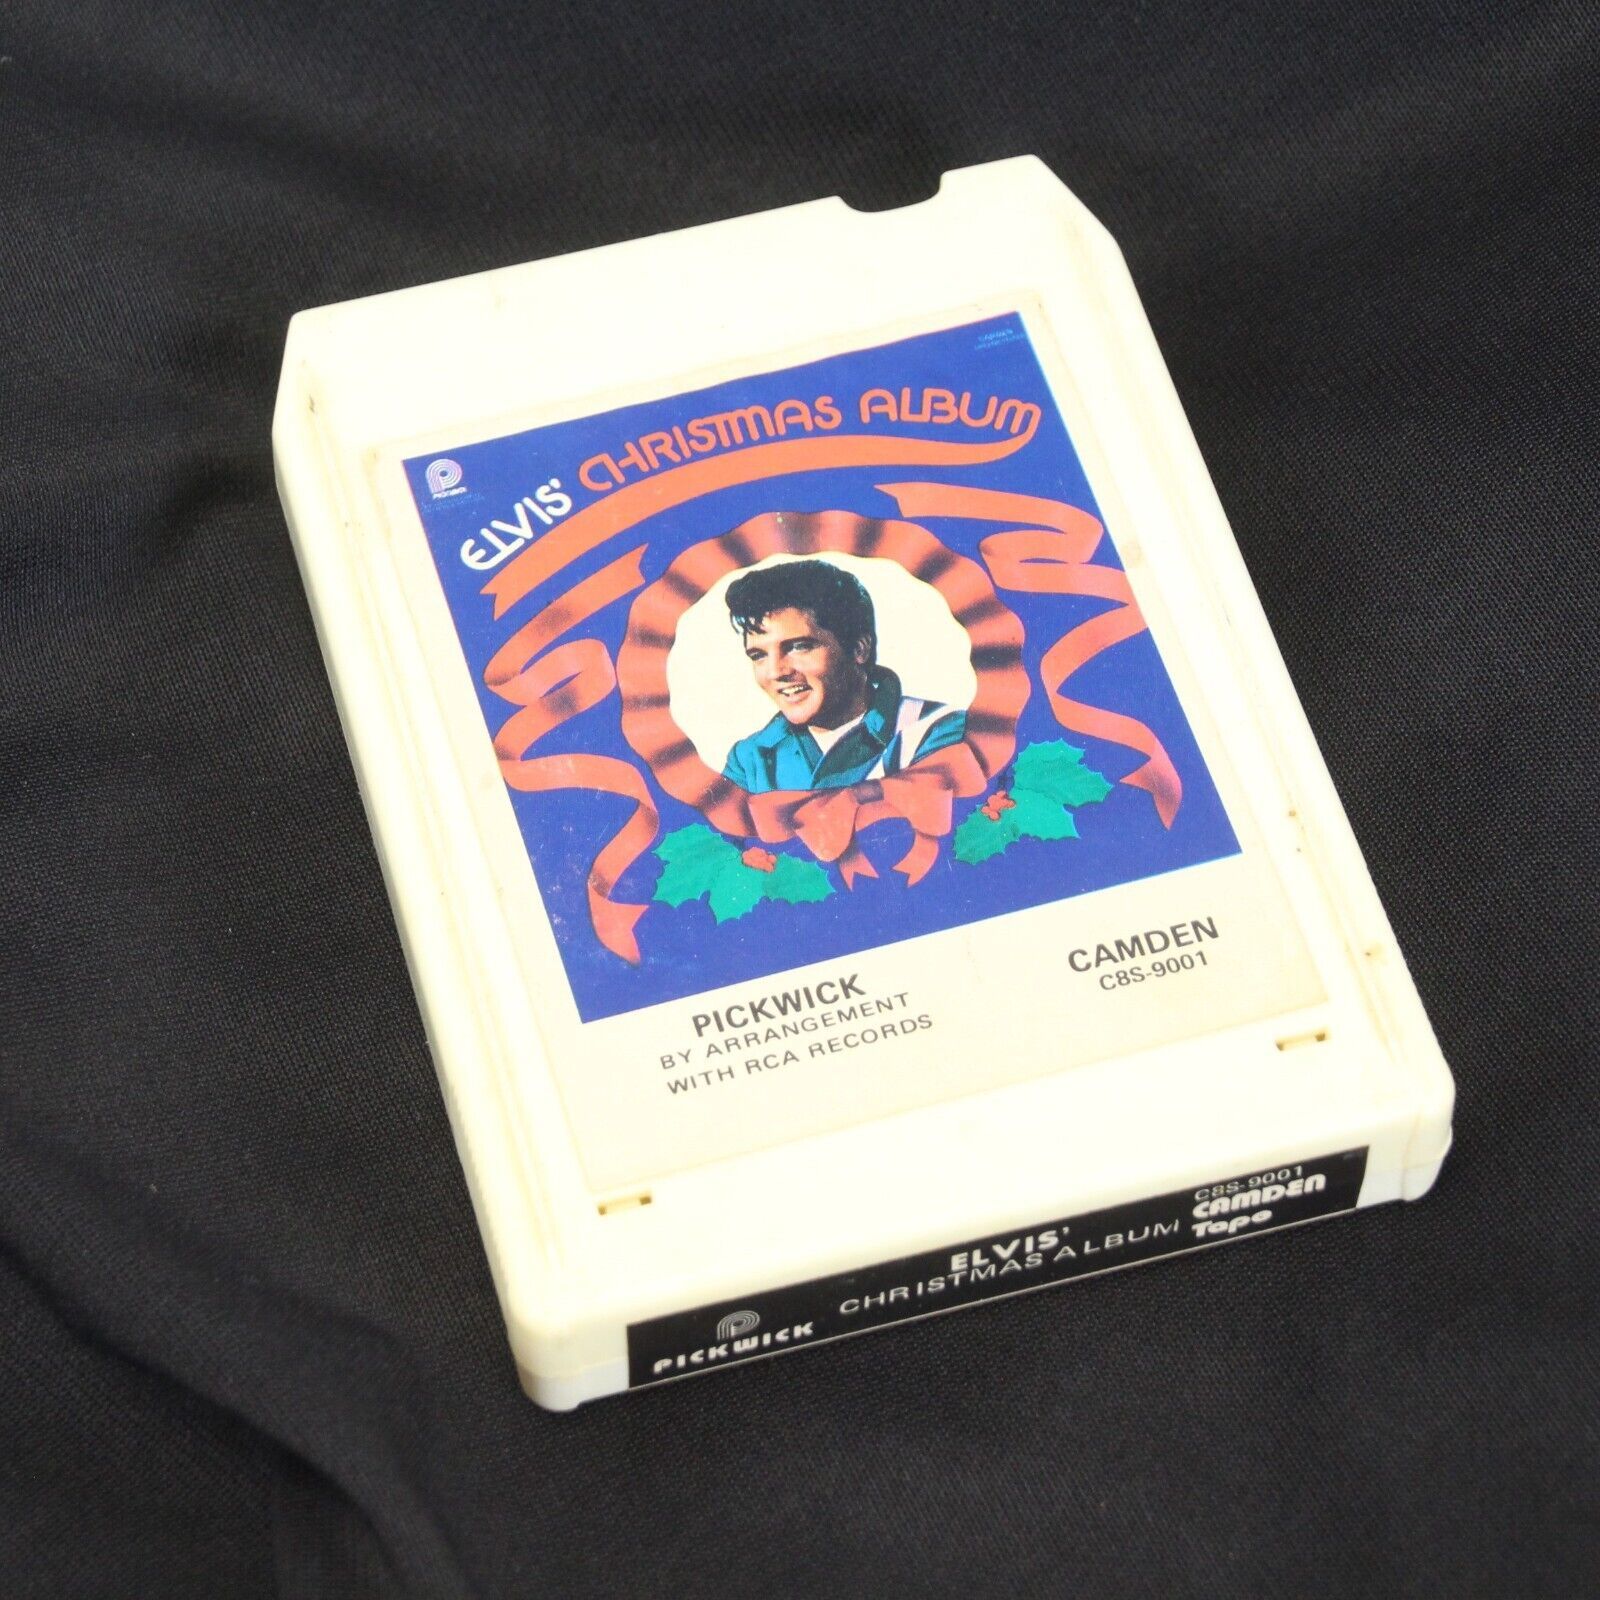 ELVIS' CHRISTMAS ALBUM
PICKWICK
BY ARRANGEMENT
WITH RCA RECORDS
CAMDEN
C8S-9001
PICKWICK
ELVIS'
CHRISTMAS ALBUM
C8S-9001
CAMDEN
Tape